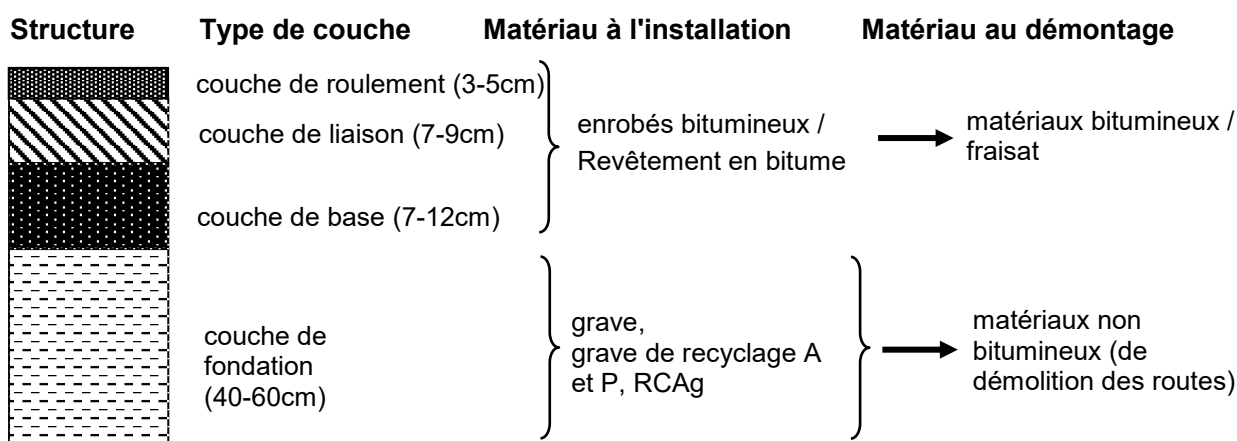 Structure Type de couche Matériau à l'installation Matériau au démontage
couche de roulement (3-5cm)
couche de liaison (7-9cm)
couche de base (7-12cm)
enrobés bitumineux /
Revêtement en bitume
matériaux bitumineux /
fraisat
couche de
fondation
(40-60cm)
grave,
grave de recyclage A
et P, RCAg
matériaux non
bitumineux (de
démolition des routes)